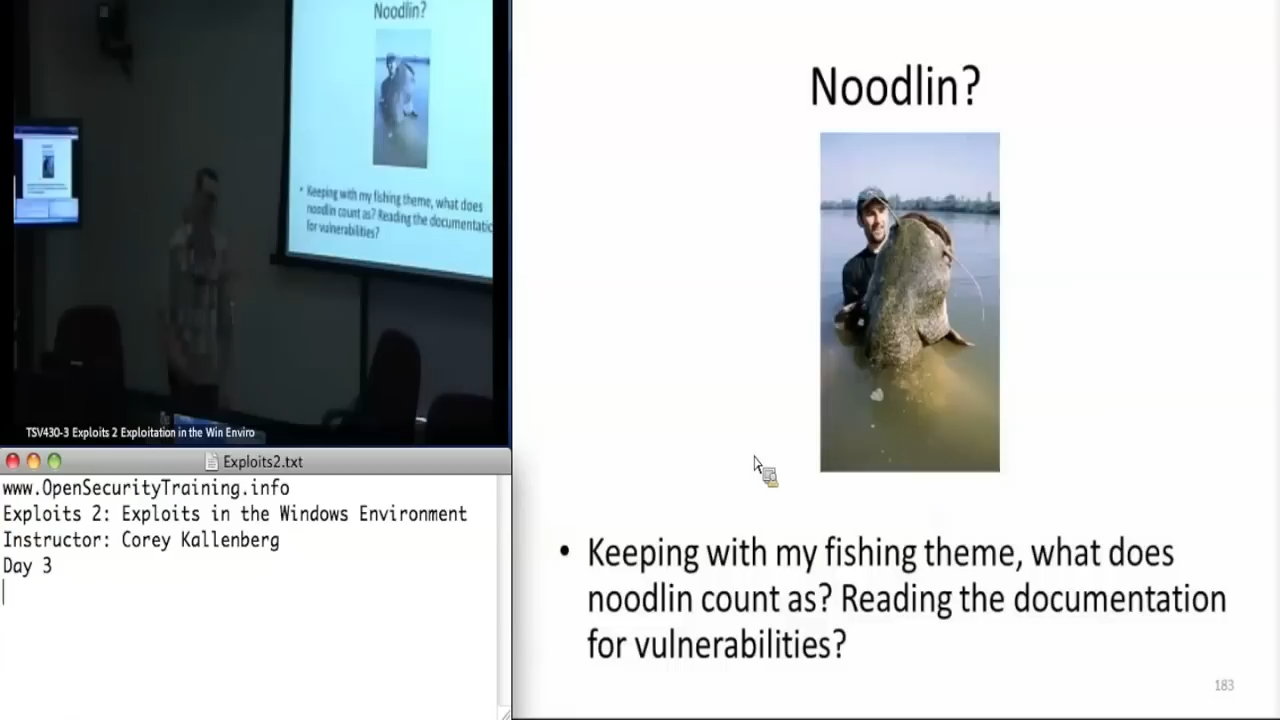 Noodlin?
• Keeping with my fishing theme, what does
noodlin count as? Reading the documentatio
for vulnerabilities?
TSV430-3 Exploits 2 Exploitation in the Win Enviro
Exploits2.txt
www.OpenSecurityTraining.info
Exploits 2: Exploits in the Windows Environment
Instructor: Corey Kallenberg
Day 3
Noodlin?
• Keeping with my fishing theme, what does
noodlin count as? Reading the documentation
for vulnerabilities?
183